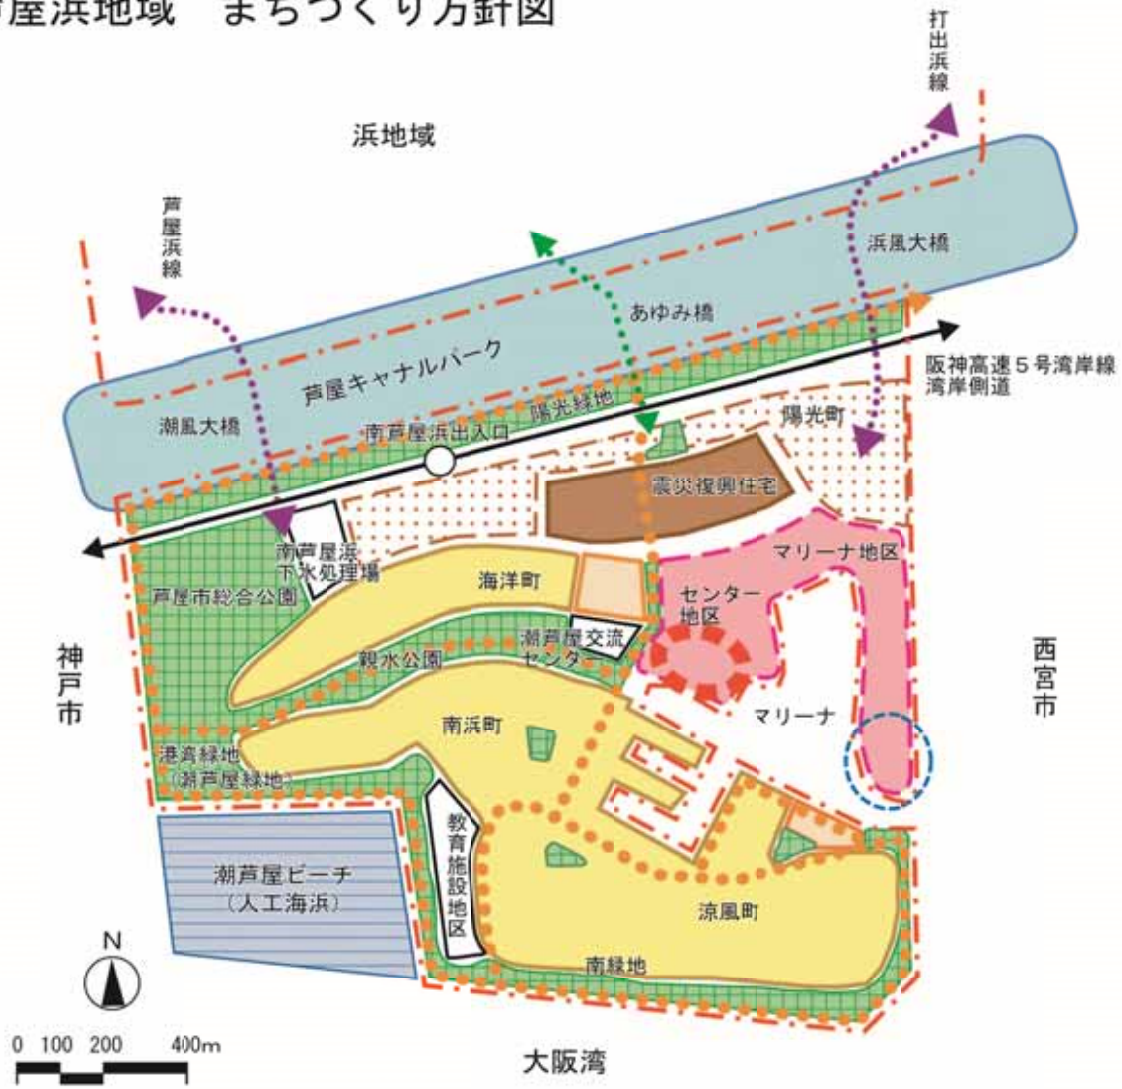 屋浜地域 まちづくり方針図
打出浜線
浜地域
芦屋浜線
浜風大橋
あゆみ橋
芦屋キャナルパーク
阪神高速5号湾岸線
湾岸側道
陽光緑地
陽光町
潮風大橋
南芦屋浜出入口
震災復興住宅
マリーナ地区
南芦屋浜
下水処理場
海洋町
センター
地区
芦屋市総合公園
潮芦屋交流
センター
親水公園
神戸市
西宮市
マリーナ
南浜町
港湾緑地
(潮芦屋緑地)
教育施設地区
潮芦屋ビーチ
(人工海浜)
涼風町
南緑地
N
0 100 200 400m
大阪湾